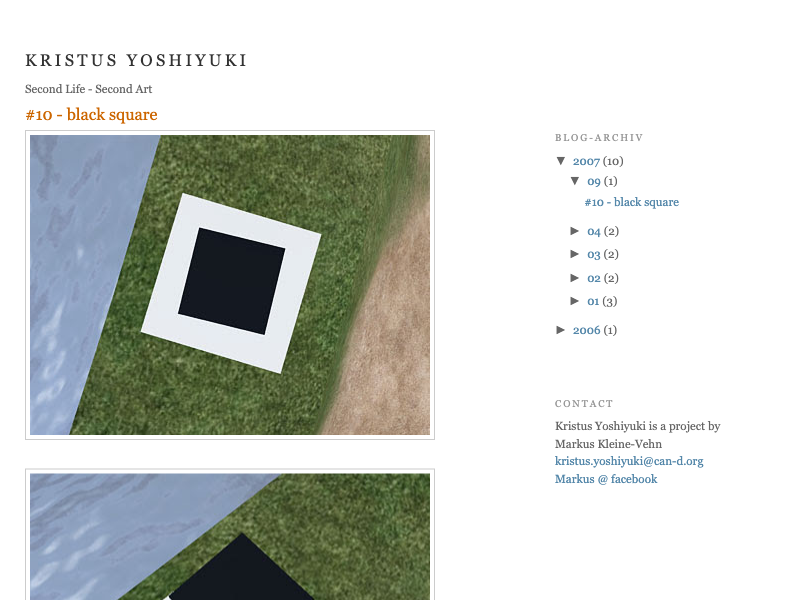 KRISTUS YOSHIYUKI
Second Life - Second Art
#10 - black square
BLOG-ARCHIV
▼ 2007 (10)
▼ 09 (1)
#10 - black square
► 04 (2)
► 03 (2)
► 02 (2)
► 01 (3)
► 2006 (1)
CONTACT
Kristus Yoshiyuki is a project by
Markus Kleine-Vehn
kristus.yoshiyuki@can-d.org
Markus @ facebook